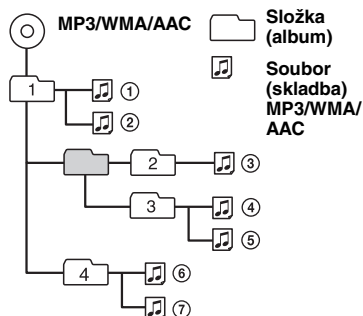 MP3/WMA/AAC
Složka
(album)
Soubor
(skladba)
MP3/WMA/
AAC
1
①
②
2
③
3
④
⑤
4
⑥
⑦